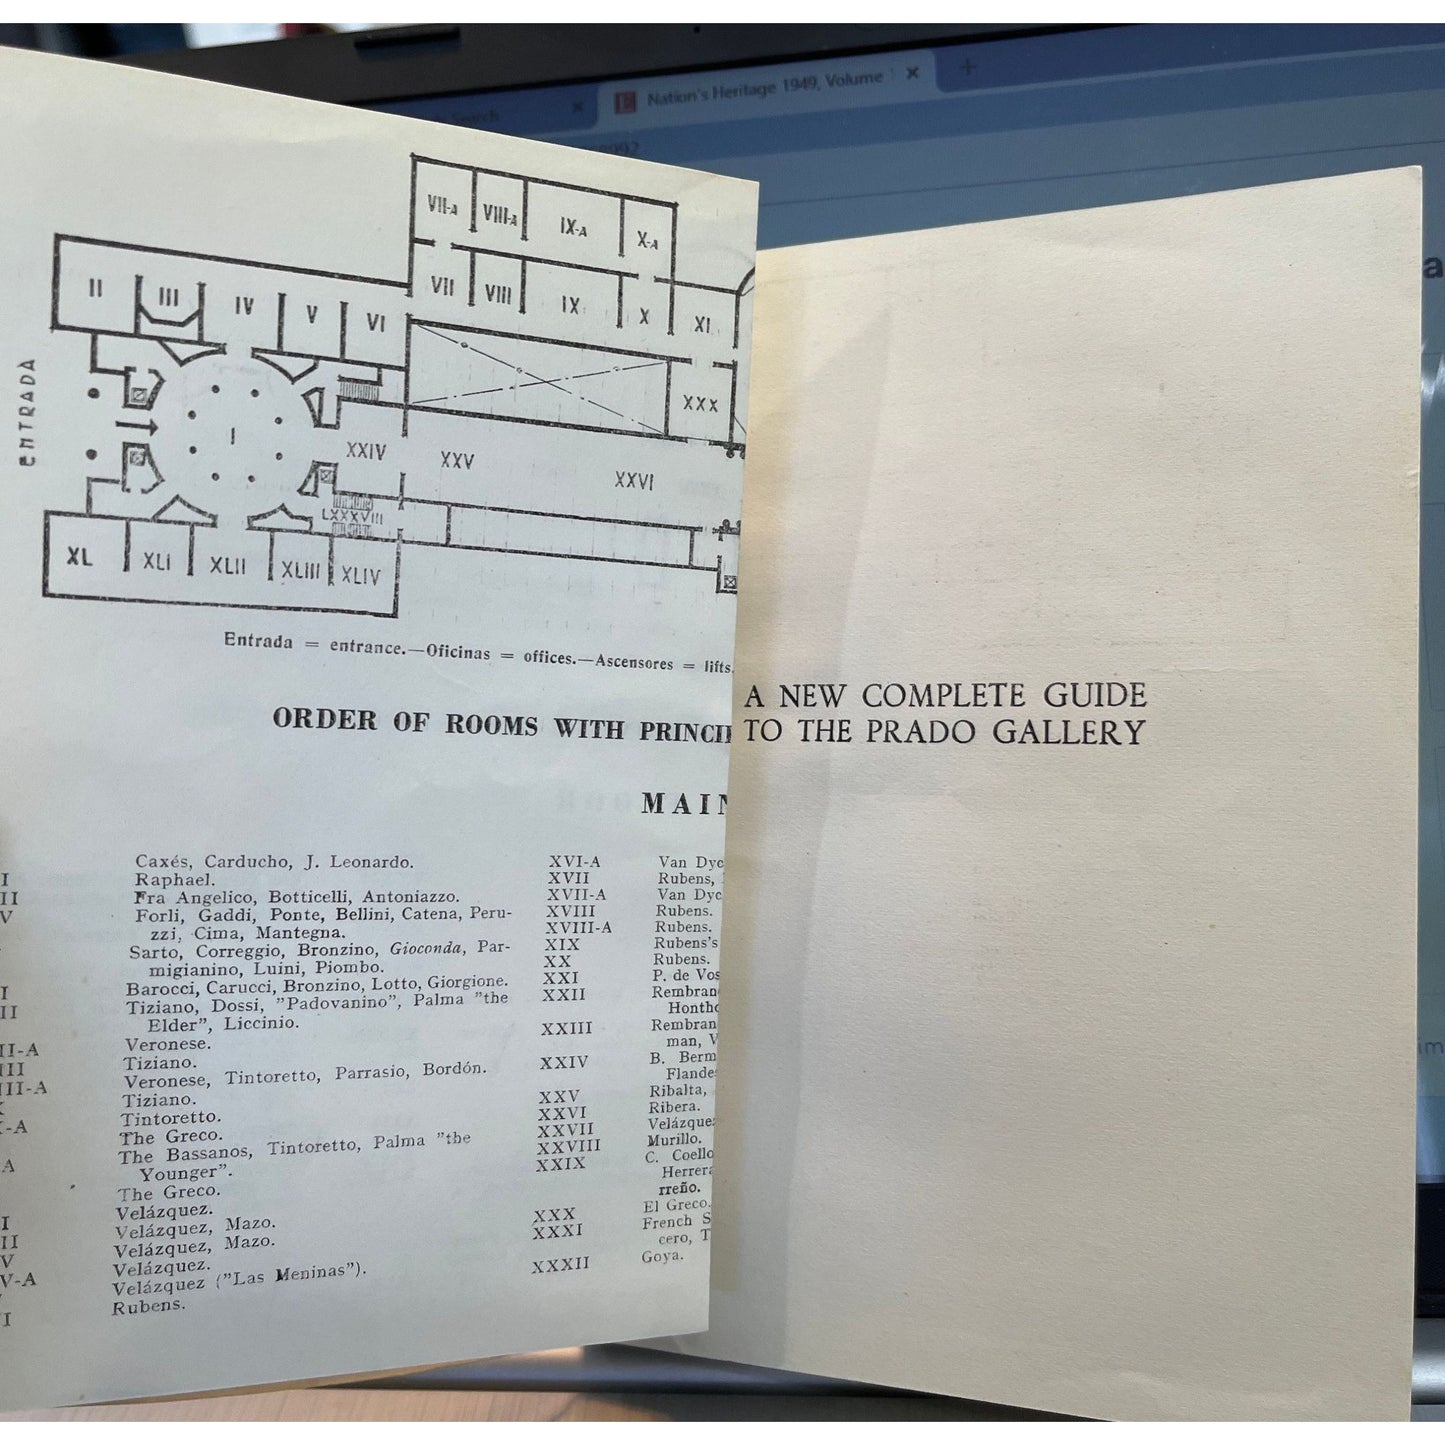 Search
Nation's Heritage 1949, Volume
VII-A VIII-A IX-A X-A
II III IV V VI VII VIII IX X XI
ENTRADA
I
XXX
XXIV XXV XXVI
LXXXVIII
XL XLI XLII XLIII XLIV
Entrada = entrance.—Oficinas = offices.—Ascensores = lifts.
ORDER OF ROOMS WITH
MAIN
Caxés, Carducho, J. Leonardo.
Raphael.
Fra Angelico, Botticelli, Antoniazzo.
Forli, Gaddi, Ponte, Bellini, Catena, Peru-
zzi, Cima, Mantegna.
Sarto, Correggio, Bronzino, Gioconda, Par-
migianino, Luini, Piombo.
Barocci, Carucci, Bronzino, Lotto, Giorgione.
Tiziano, Dossi, "Padovanino", Palma "the
Elder", Liccinio.
Veronese.
Tiziano.
Veronese, Tintoretto, Parrasio, Bordón.
Tiziano.
Tintoretto.
The Greco.
The Bassanos, Tintoretto, Palma "the
Younger".
The Greco.
Velázquez.
Velázquez, Mazo.
Velázquez, Mazo.
Velázquez.
Velázquez ("Las Meninas").
Rubens.
XVI-A Van Dyc
XVII Rubens,
XVII-A Van Dyc
XVIII Rubens.
XVIII-A Rubens.
XIX Rubens's
XX Rubens.
XXI P. de Vos
XXII Rembran
Hontho
XXIII Rembran
man, V
XXIV B. Berm
Flande
XXV Ribalta,
XXVI Ribera.
XXVII Velázque
XXVIII Murillo.
XXIX C. Coello
Herrera
rreño.
XXX El Greco.
XXXI French S
cero, T
XXXII Goya.
A NEW COMPLETE GUIDE
TO THE PRADO GALLERY